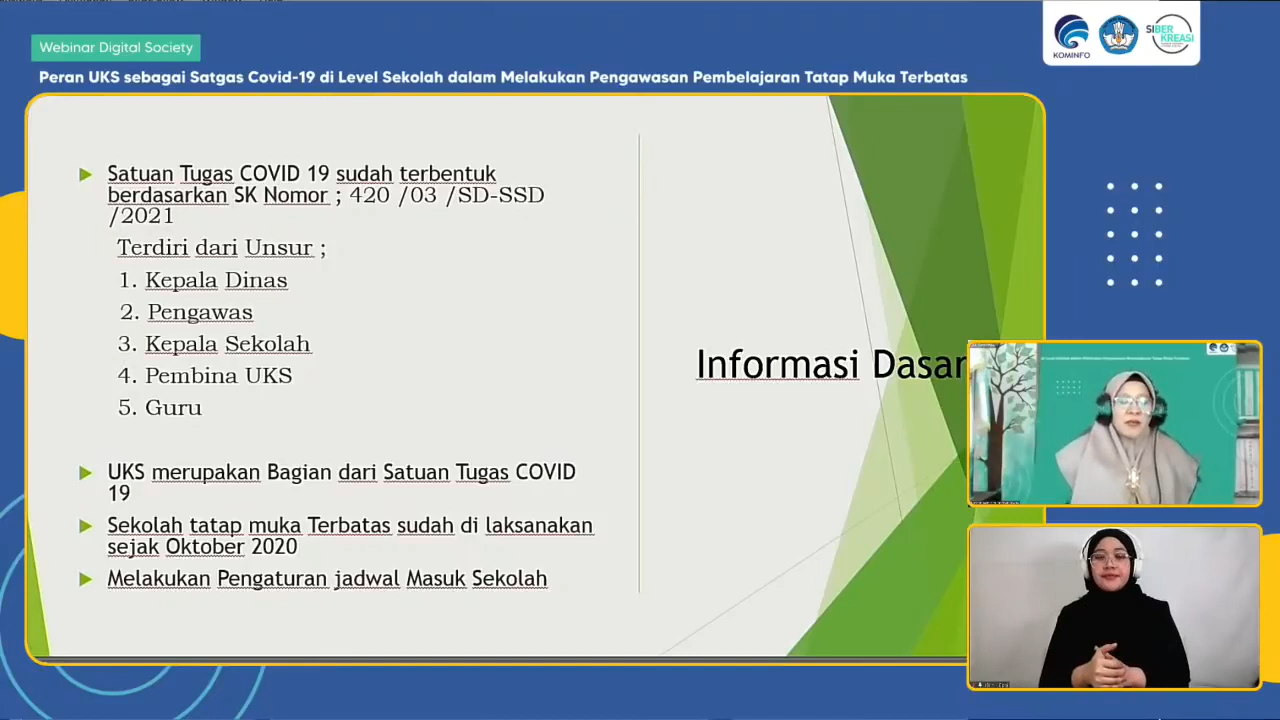 Webinar Digital Society
Peran UKS sebagai Satgas Covid-19 di Level Sekolah dalam Melakukan Pengawasan Pembelajaran Tatap Muka Terbatas
KOMINFO
SIBER
KREASI
Satuan Tugas COVID 19 sudah terbentuk
berdasarkan SK Nomor ; 420 /03 /SD-SSD
/2021
Terdiri dari Unsur ;
1. Kepala Dinas
2. Pengawas
3. Kepala Sekolah
4. Pembina UKS
5. Guru
UKS merupakan Bagian dari Satuan Tugas COVID
19
Sekolah tatap muka Terbatas sudah di laksanakan
sejak Oktober 2020
Melakukan Pengaturan jadwal Masuk Sekolah
Informasi Dasar